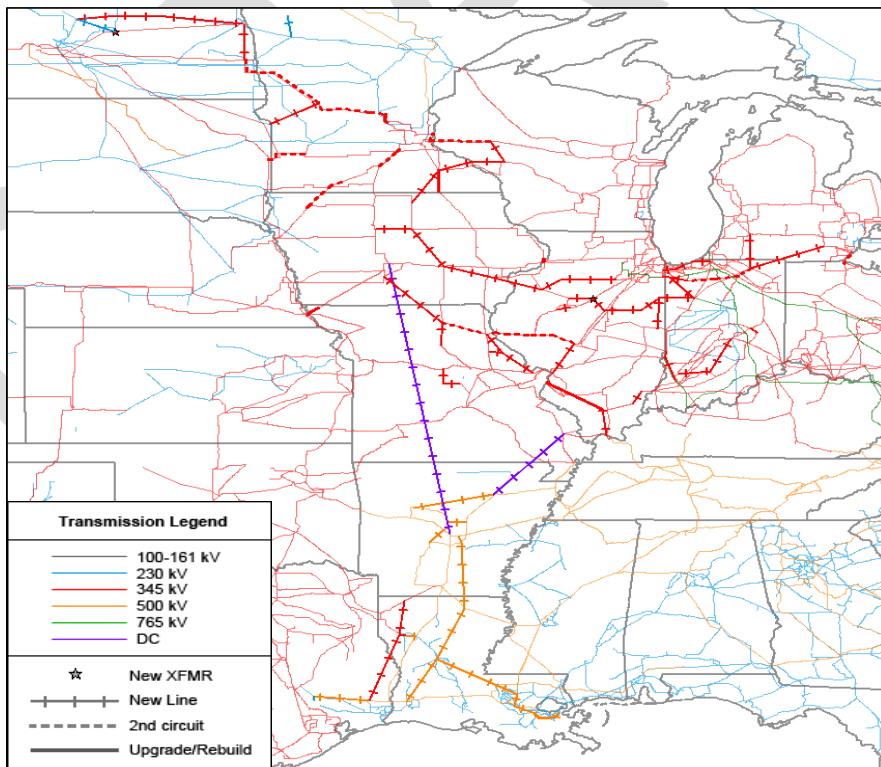 Transmission Legend
100-161 kV
230 kV
345 kV
500 kV
765 kV
DC
New XFMR
New Line
2nd circuit
Upgrade/Rebuild